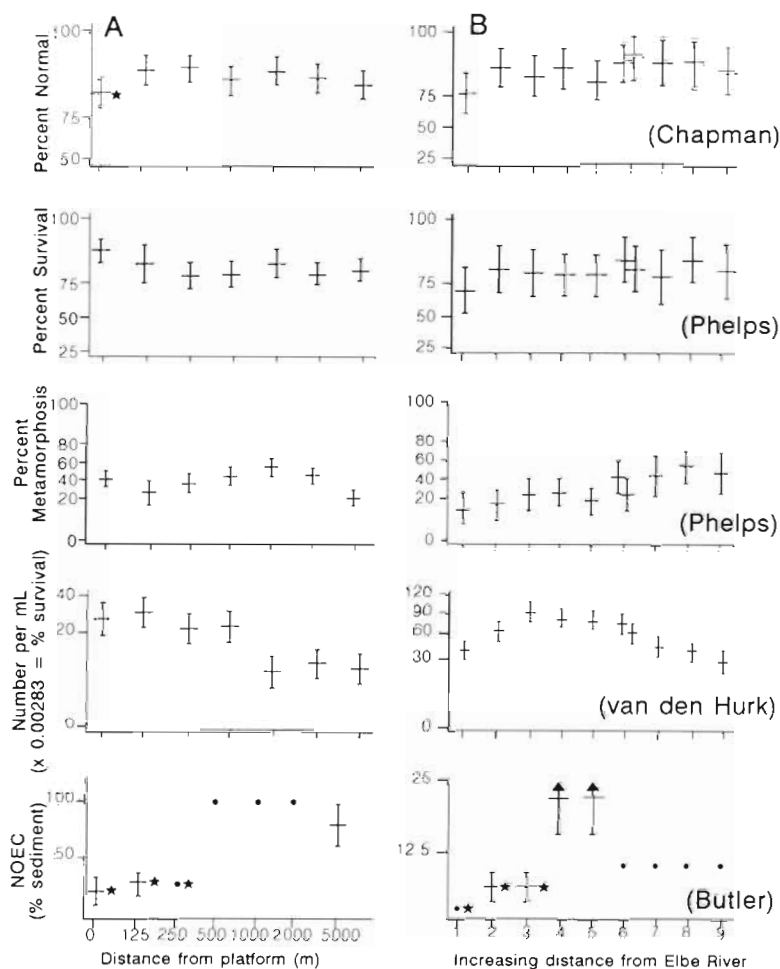 A
B
Percent Normal
100
75
50
100
75
50
25
(Chapman)
Percent Survival
100
75
50
25
100
75
50
25
(Phelps)
Percent
Metamorphosis
100
80
60
40
20
0
100
80
60
40
20
0
(Phelps)
Number per mL
(x 0.00283 = % survival)
40
20
0
120
90
60
30
0
(van den Hurk)
NOEC
(% sediment)
100
50
25
12.5
(Butler)
0 125 250 500 1000 2000 5000
1 2 3 4 5 6 7 8 9
Distance from platform (m)
Increasing distance from Elbe River